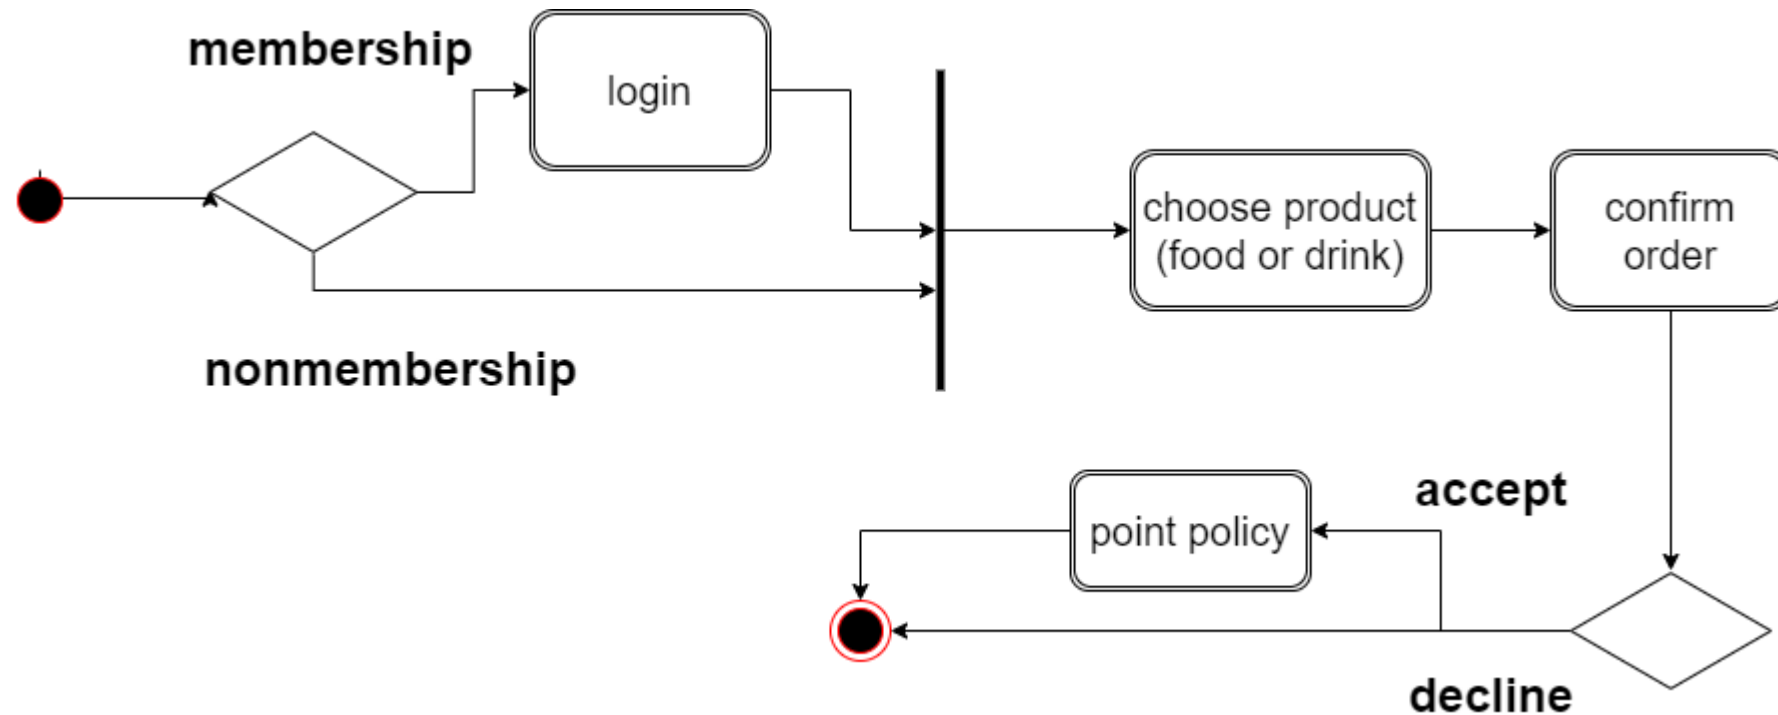 membership
login
choose product
(food or drink)
confirm
order
nonmembership
accept
point policy
decline